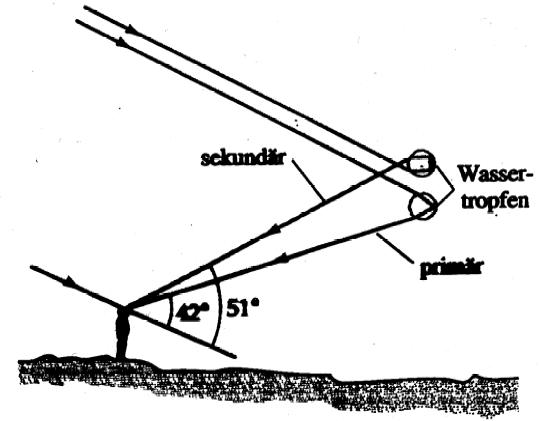 sekundär
Wasser-
tropfen
primär
42°
51°